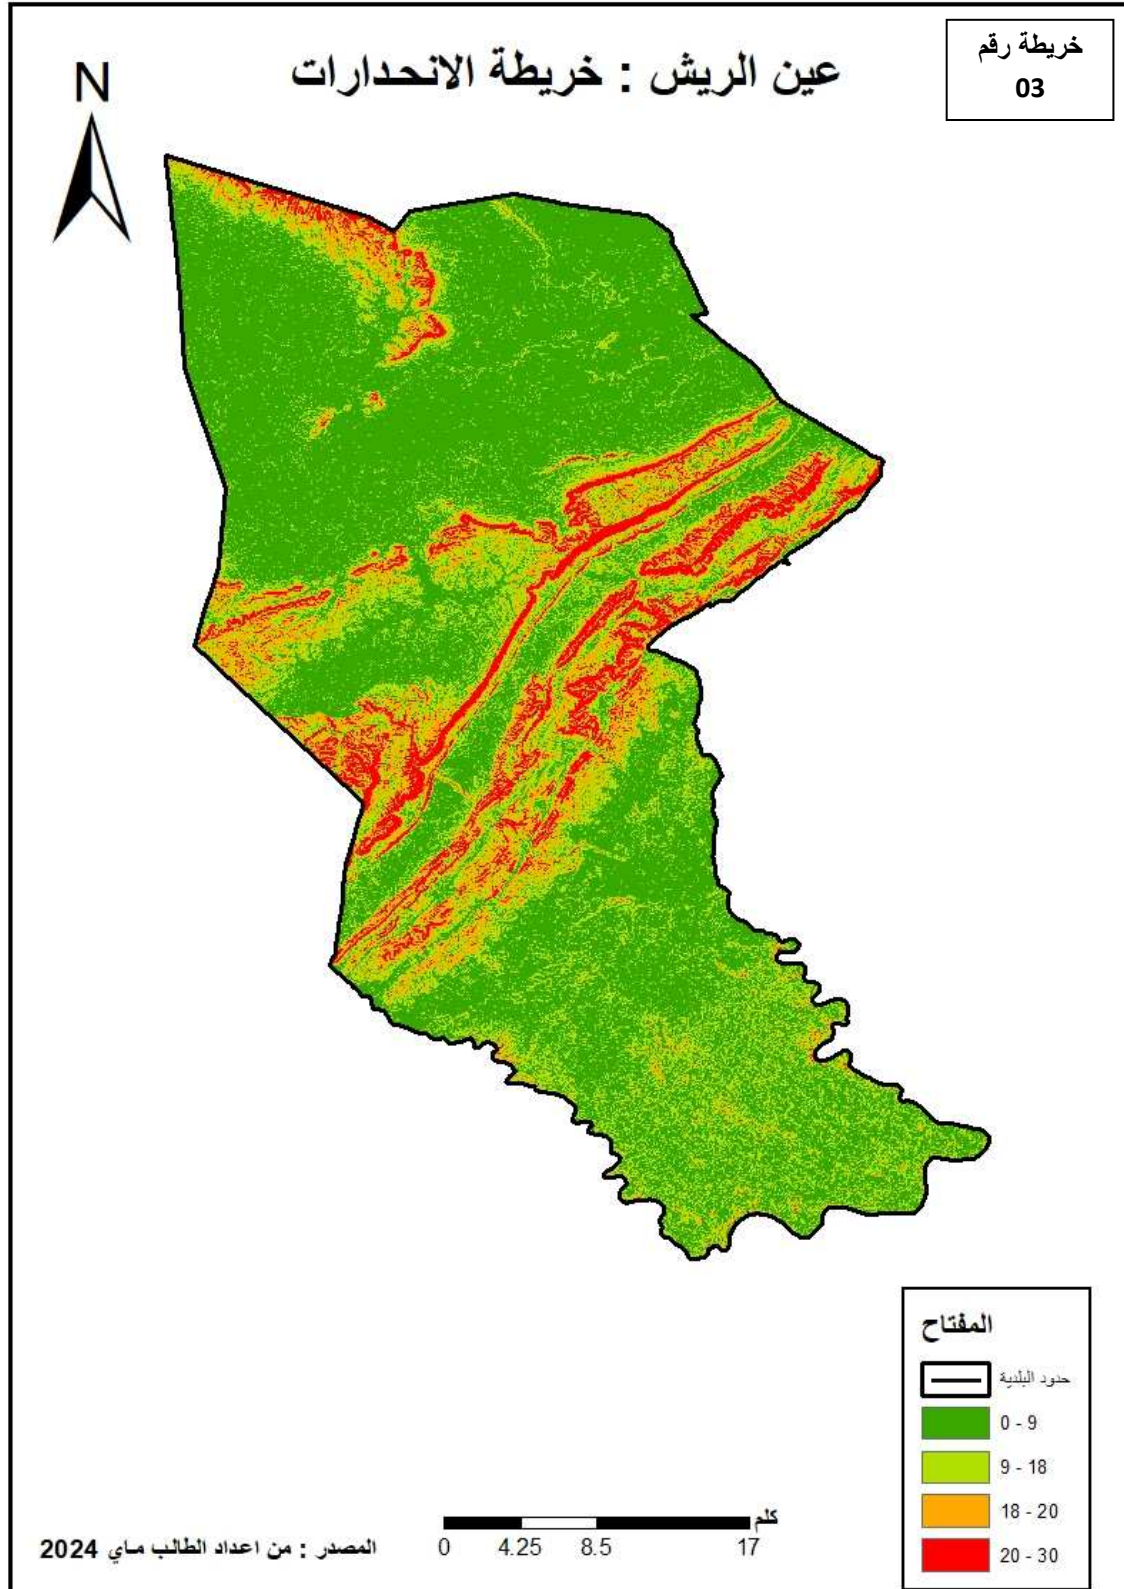 خريطة رقم
03
عين الريش : خريطة الانحدارات
N
المفتاح
حدود البلدية
0 - 9
9 - 18
18 - 20
20 - 30
كلم
0 4.25 8.5 17
المصدر : من اعداد الطالب ماي 2024